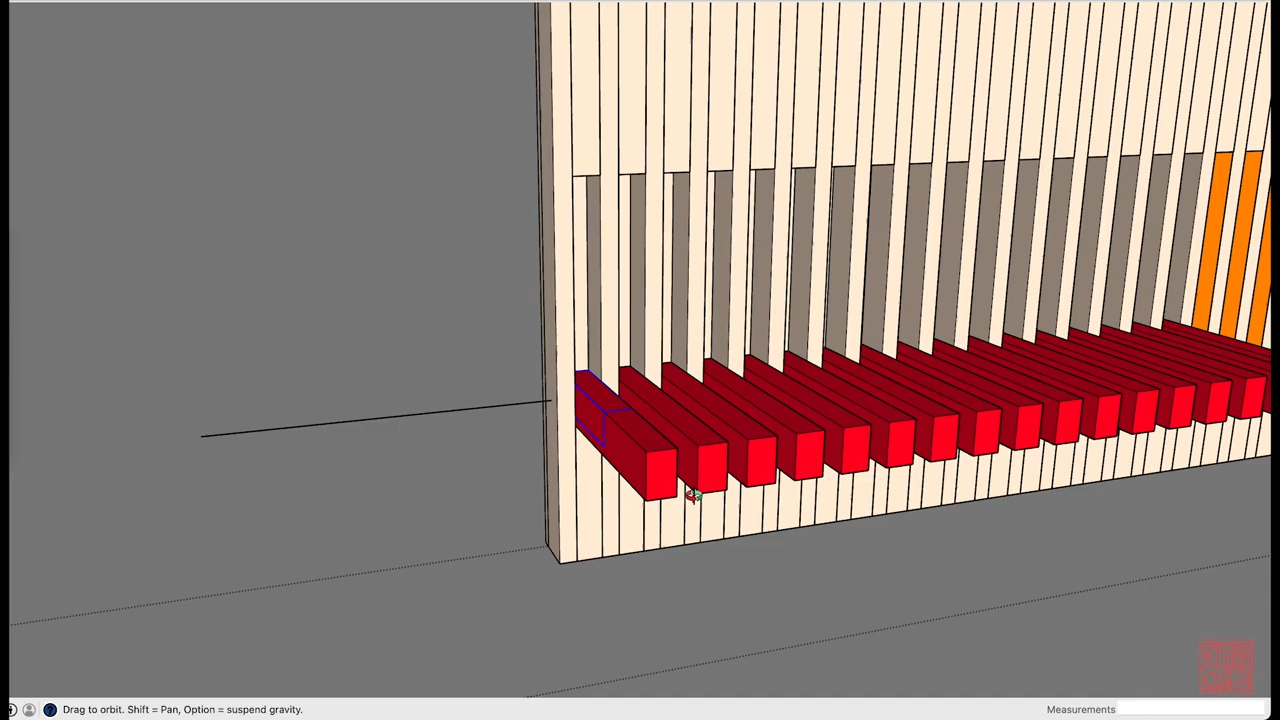 Drag to orbit. Shift = Pan, Option = suspend gravity.
Measurements